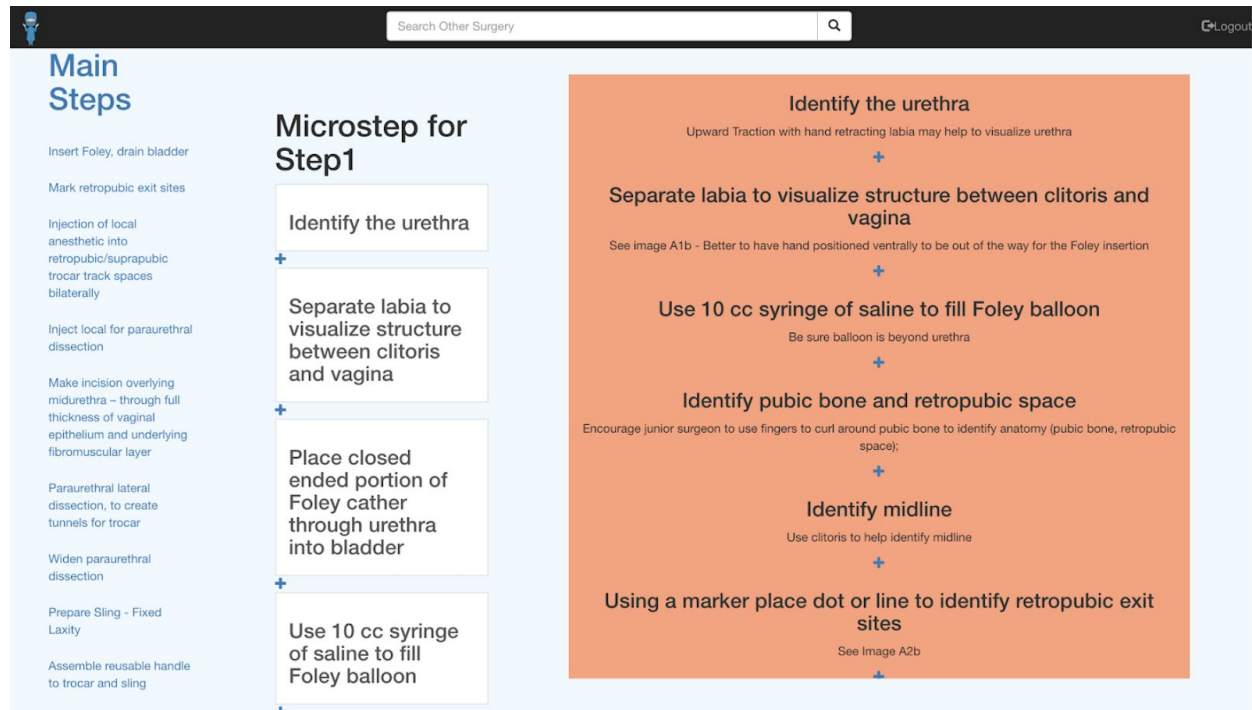 Search Other Surgery
Logout
Main
Steps
Insert Foley, drain bladder
Mark retropubic exit sites
Injection of local
anesthetic into
retropubic/suprapubic
trocar track spaces
bilaterally
Inject local for paraurethral
dissection
Make incision overlying
midurethra – through full
thickness of vaginal
epithelium and underlying
fibromuscular layer
Paraurethral lateral
dissection, to create
tunnels for trocar
Widen paraurethral
dissection
Prepare Sling - Fixed
Laxity
Assemble reusable handle
to trocar and sling
Microstep for
Step1
Identify the urethra
Separate labia to
visualize structure
between clitoris
and vagina
Place closed
ended portion of
Foley cather
through urethra
into bladder
Use 10 cc syringe
of saline to fill
Foley balloon
Identify the urethra
Upward Traction with hand retracting labia may help to visualize urethra
Separate labia to visualize structure between clitoris and
vagina
See image A1b - Better to have hand positioned ventrally to be out of the way for the Foley insertion
Use 10 cc syringe of saline to fill Foley balloon
Be sure balloon is beyond urethra
Identify pubic bone and retropubic space
Encourage junior surgeon to use fingers to curl around pubic bone to identify anatomy (pubic bone, retropubic
space);
Identify midline
Use clitoris to help identify midline
Using a marker place dot or line to identify retropubic exit
sites
See Image A2b